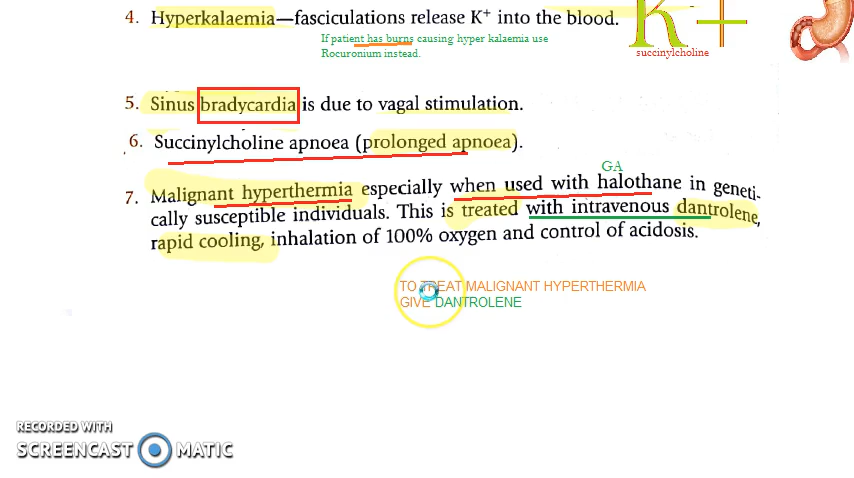 4. Hyperkalaemia—fasciculations release K⁺ into the blood.
K+
If patient has burns causing hyper kalaemia use
Rocuronium instead.
succinylcholine
5. Sinus bradycardia is due to vagal stimulation.
6. Succinylcholine apnoea (prolonged apnoea).
GA
7. Malignant hyperthermia especially when used with halothane in geneti-
cally susceptible individuals. This is treated with intravenous dantrolene,
rapid cooling, inhalation of 100% oxygen and control of acidosis.
TO TREAT MALIGNANT HYPERTHERMIA
GIVE DANTROLENE
RECORDED WITH
SCREENCAST MATIC